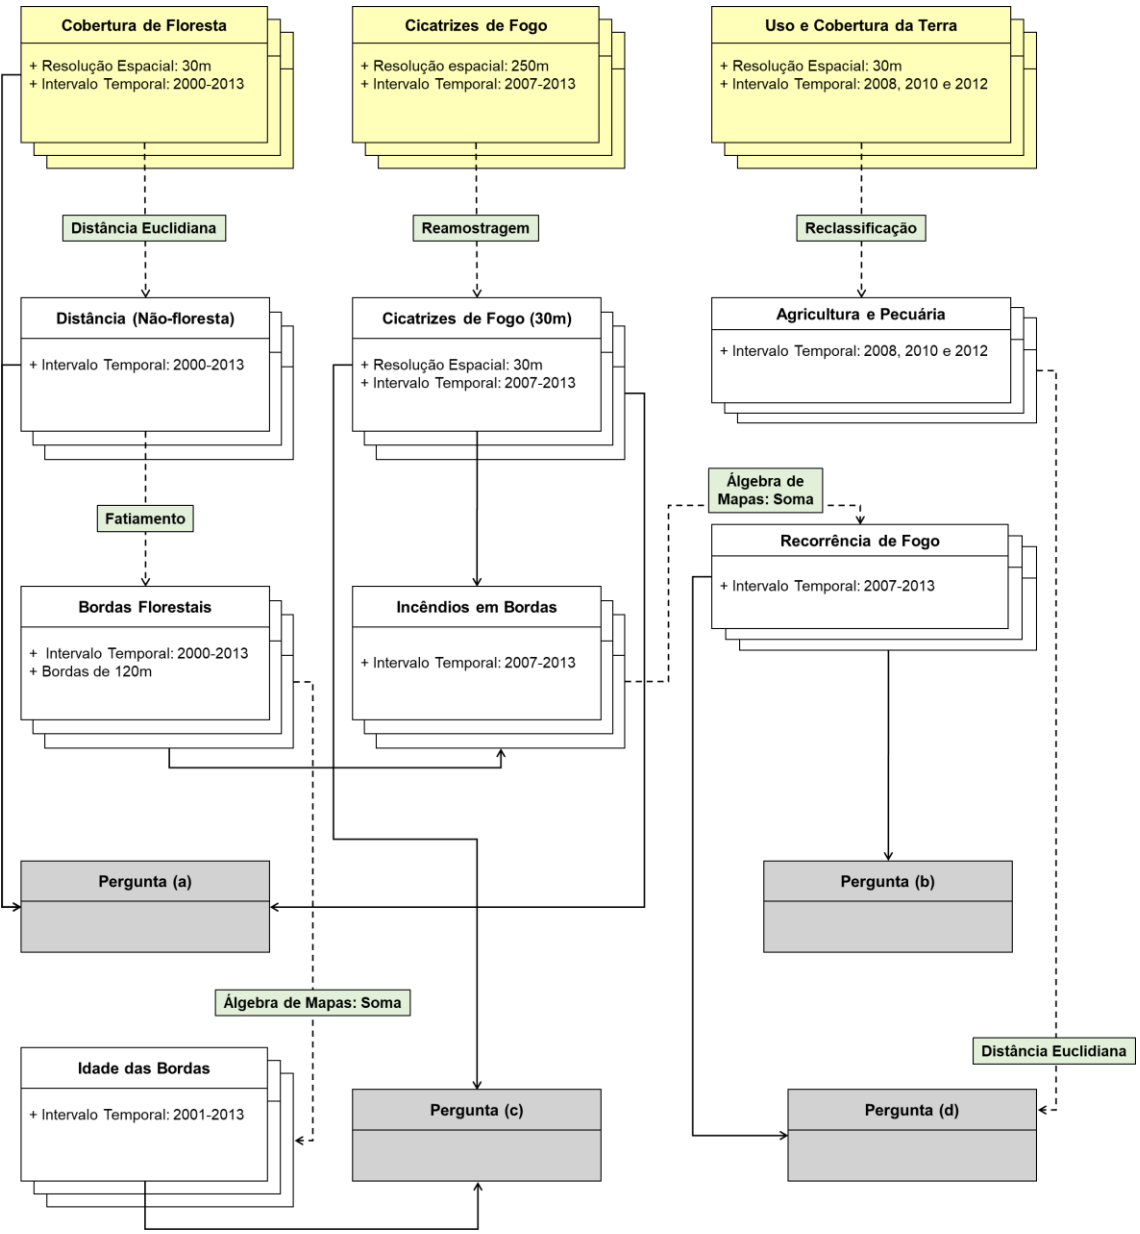 Cobertura de Floresta
+ Resolução Espacial: 30m
+ Intervalo Temporal: 2000-2013
Cicatrizes de Fogo
+ Resolução espacial: 250m
+ Intervalo Temporal: 2007-2013
Uso e Cobertura da Terra
+ Resolução Espacial: 30m
+ Intervalo Temporal: 2008, 2010 e 2012
Distância Euclidiana
Reamostragem
Reclassificação
Distância (Não-floresta)
+ Intervalo Temporal: 2000-2013
Cicatrizes de Fogo (30m)
+ Resolução Espacial: 30m
+ Intervalo Temporal: 2007-2013
Agricultura e Pecuária
+ Intervalo Temporal: 2008, 2010 e 2012
Fatiamento
Álgebra de
Mapas: Soma
Recorrência de Fogo
+ Intervalo Temporal: 2007-2013
Bordas Florestais
+ Intervalo Temporal: 2000-2013
+ Bordas de 120m
Incêndios em Bordas
+ Intervalo Temporal: 2007-2013
Pergunta (a)
Pergunta (b)
Álgebra de Mapas: Soma
Distância Euclidiana
Idade das Bordas
+ Intervalo Temporal: 2001-2013
Pergunta (c)
Pergunta (d)